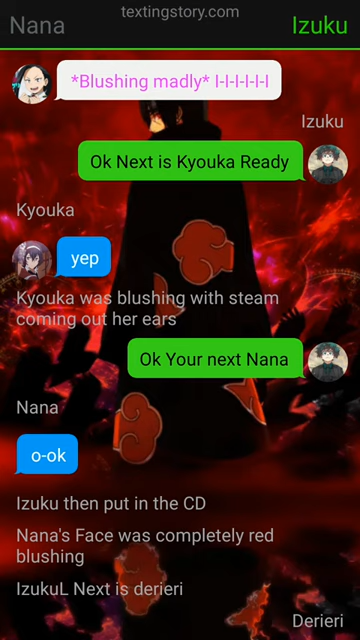 textingstory.com
Nana
Izuku
*Blushing madly* I-I-I-I-I-I
Izuku
Ok Next is Kyouka Ready
Kyouka
yep
Kyouka was blushing with steam
coming out her ears
Ok Your next Nana
Nana
o-ok
Izuku then put in the CD
Nana's Face was completely red
blushing
IzukuL Next is derieri
Derieri